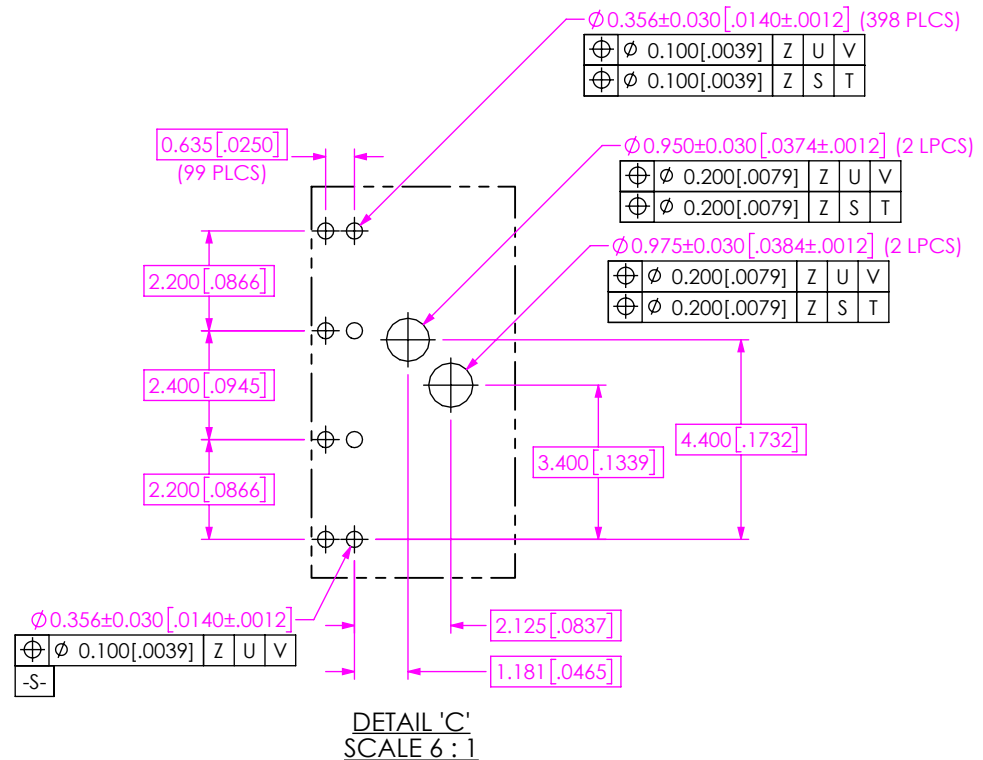 ⌀0.356±0.030[.0140±.0012] (398 PLCS)
⌖ ⌀ 0.100[.0039] Z U V
⌖ ⌀ 0.100[.0039] Z S T
0.635[.0250]
(99 PLCS)
⌀0.950±0.030[.0374±.0012] (2 LPCS)
⌖ ⌀ 0.200[.0079] Z U V
⌖ ⌀ 0.200[.0079] Z S T
⌀0.975±0.030[.0384±.0012] (2 LPCS)
⌖ ⌀ 0.200[.0079] Z U V
⌖ ⌀ 0.200[.0079] Z S T
2.200[.0866]
2.400[.0945]
2.200[.0866]
4.400[.1732]
3.400[.1339]
⌀0.356±0.030[.0140±.0012]
⌖ ⌀ 0.100[.0039] Z U V
-S-
2.125[.0837]
1.181[.0465]
DETAIL 'C'
SCALE 6 : 1